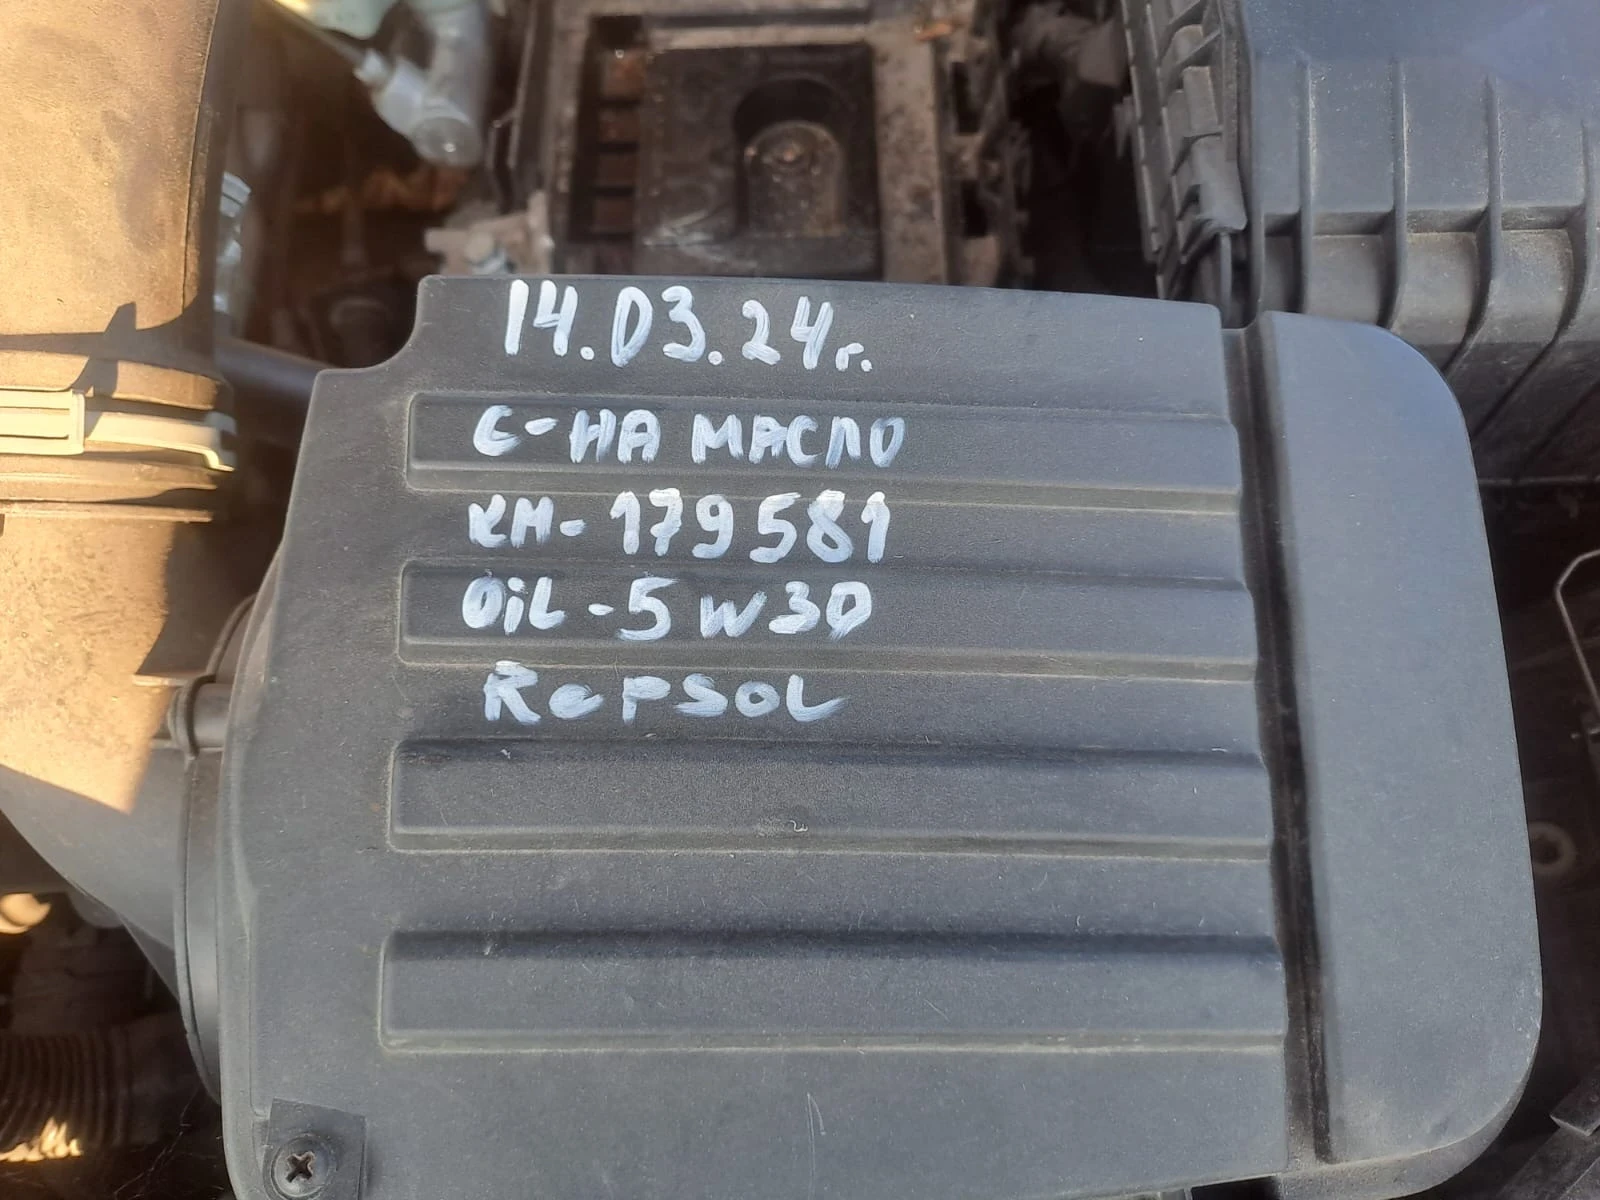 14.03.24г.
С-НА МАСЛО
КМ-179581
OiL-5W30
RePSOL